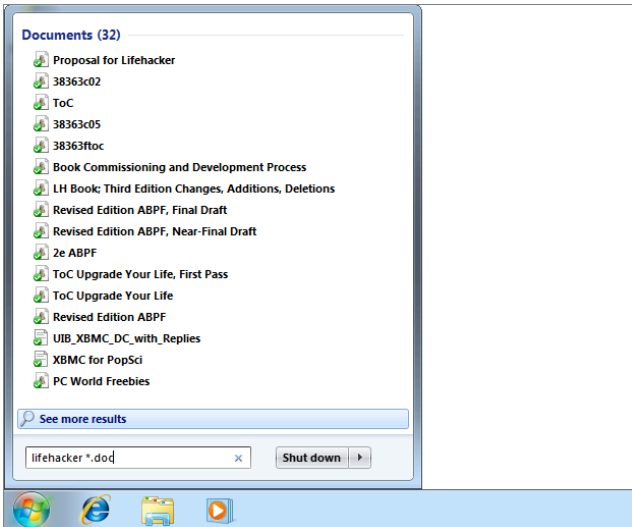 Documents (32)
Proposal for Lifehacker
38363c02
ToC
38363c05
38363ftoc
Book Commissioning and Development Process
LH Book; Third Edition Changes, Additions, Deletions
Revised Edition ABPF, Final Draft
Revised Edition ABPF, Near-Final Draft
2e ABPF
ToC Upgrade Your Life, First Pass
ToC Upgrade Your Life
Revised Edition ABPF
UIB_XBMC_DC_with_Replies
XBMC for PopSci
PC World Freebies
See more results
lifehacker *.doc
Shut down